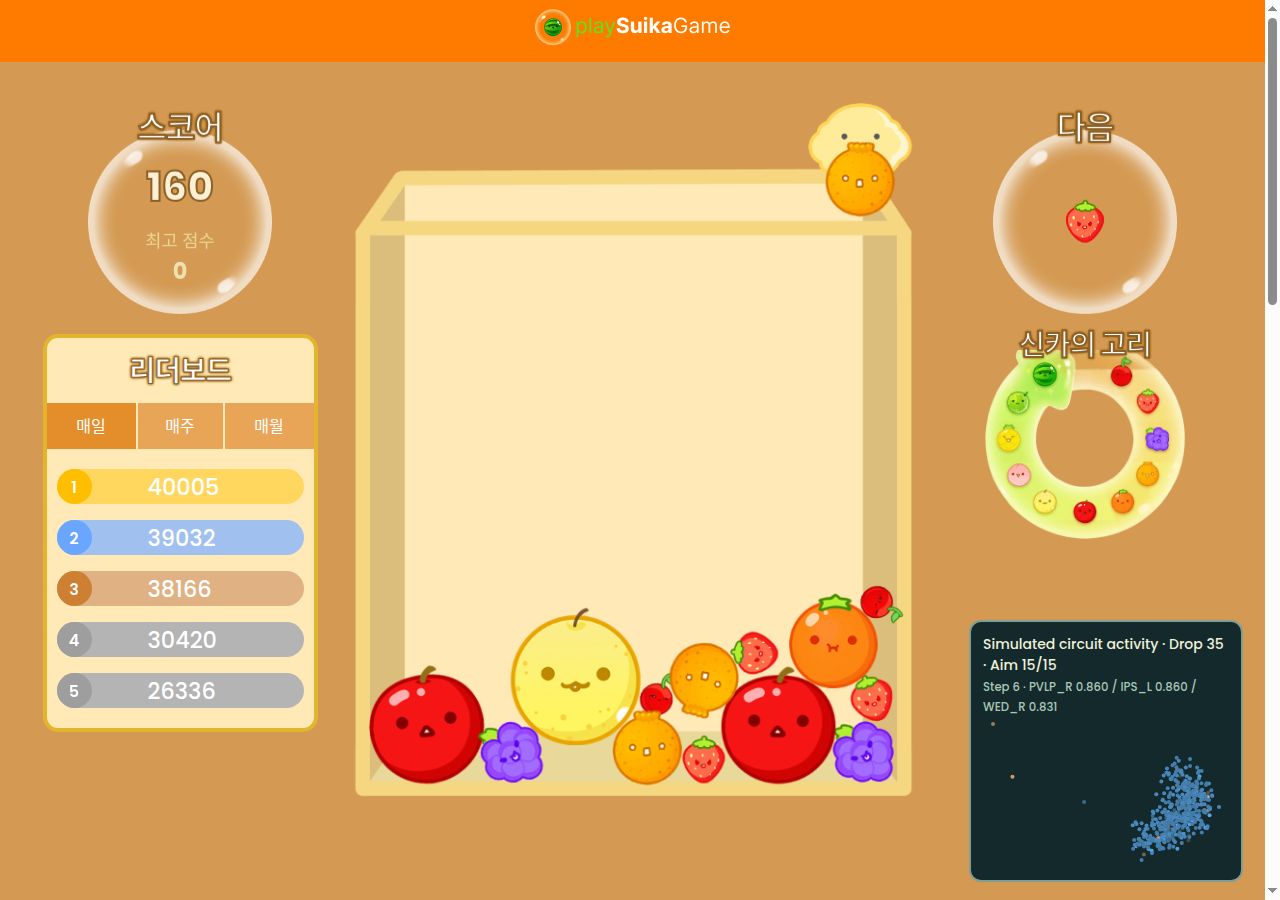 playSuikaGame
스코어
160
최고 점수
0
리더보드
매일 매주 매월
1 40005
2 39032
3 38166
4 30420
5 26336
다음
신카의 고리
Simulated circuit activity · Drop 35
· Aim 15/15
Step 6 · PVLP_R 0.860 / IPS_L 0.860 /
WED_R 0.831